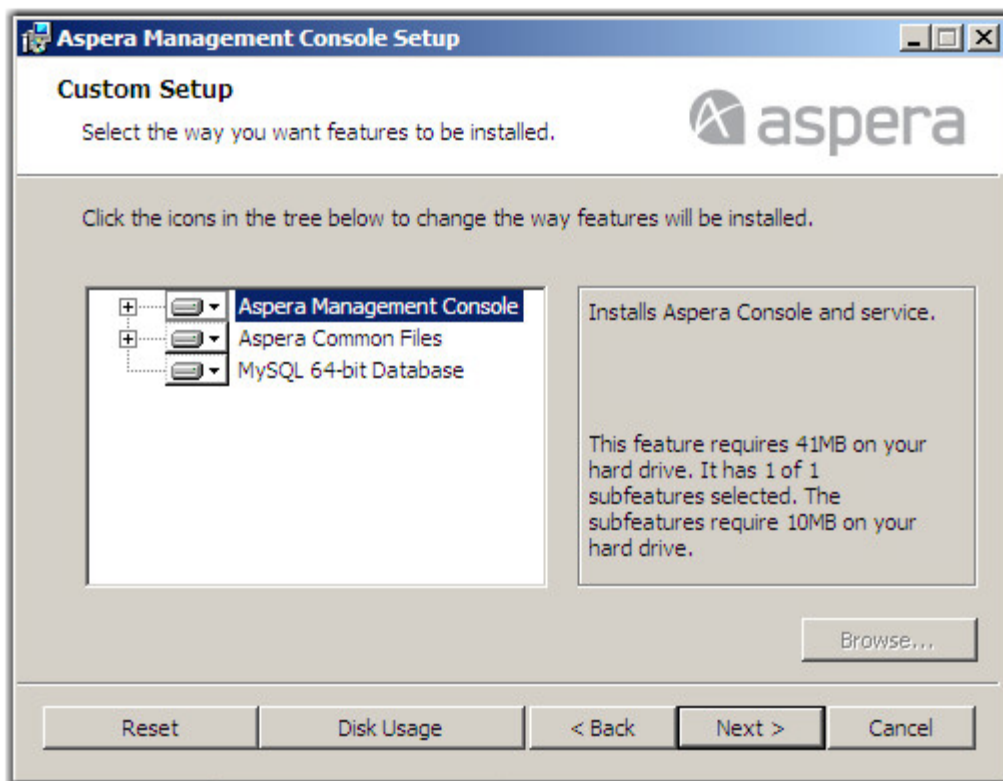 Aspera Management Console Setup
Custom Setup
Select the way you want features to be installed.
aspera
Click the icons in the tree below to change the way features will be installed.
Aspera Management Console
Aspera Common Files
MySQL 64-bit Database
Installs Aspera Console and service.
This feature requires 41MB on your
hard drive. It has 1 of 1
subfeatures selected. The
subfeatures require 10MB on your
hard drive.
Browse...
Reset
Disk Usage
< Back
Next >
Cancel